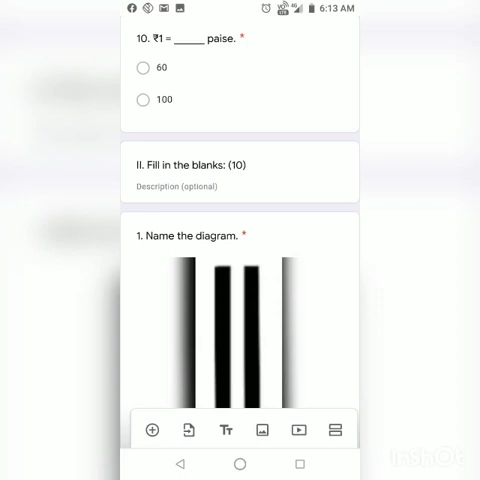 6:13 AM
10. ₹1 = ______ paise. *
60
100
II. Fill in the blanks: (10)
Description (optional)
1. Name the diagram. *
InShOt